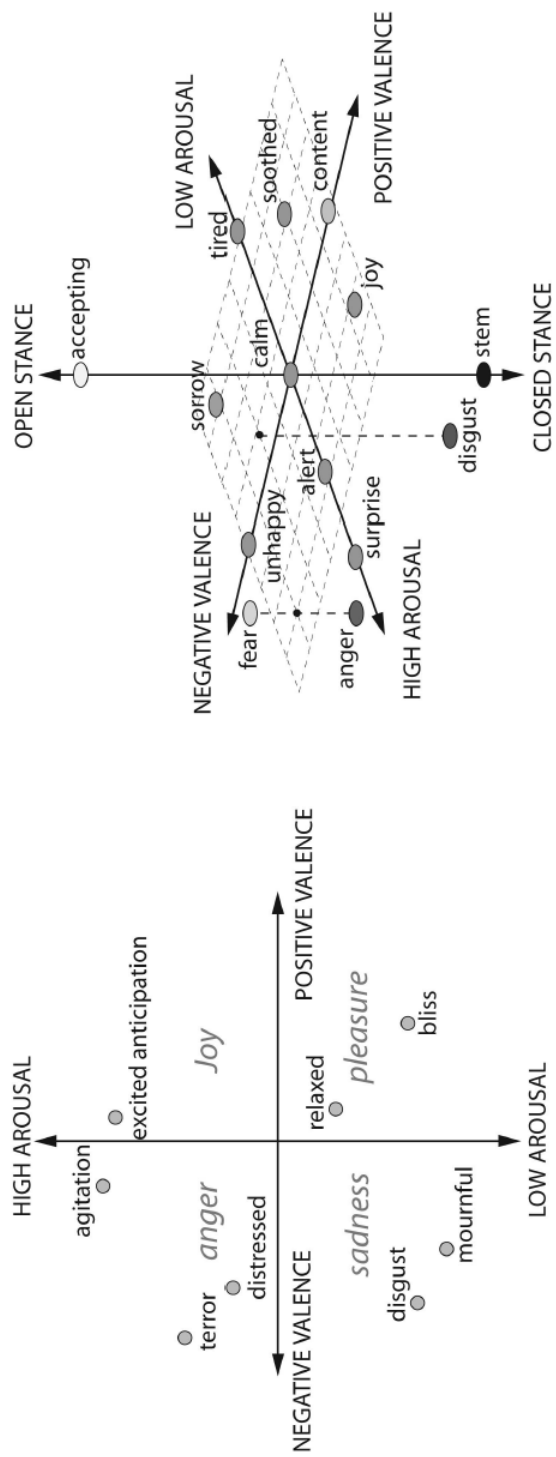 HIGH AROUSAL
agitation
excited anticipation
anger
Joy
terror
distressed
NEGATIVE VALENCE
POSITIVE VALENCE
relaxed
sadness
pleasure
disgust
bliss
mournful
LOW AROUSAL
OPEN STANCE
accepting
LOW AROUSAL
NEGATIVE VALENCE
sorrow
tired
calm
soothed
fear
unhappy
content
alert
joy
POSITIVE VALENCE
anger
surprise
HIGH AROUSAL
disgust
stem
CLOSED STANCE